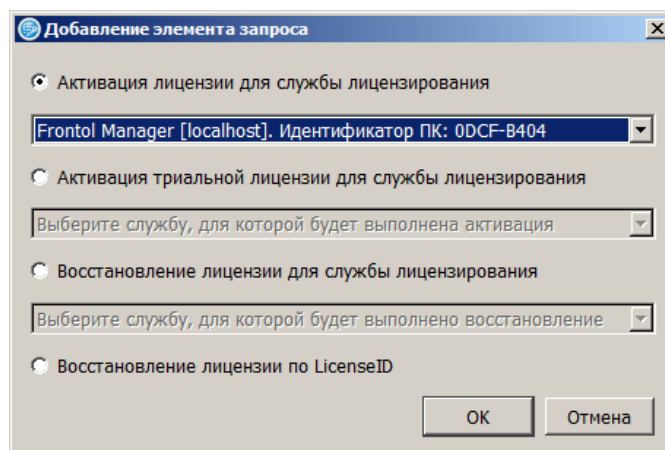 Добавление элемента запроса
Активация лицензии для службы лицензирования
Frontol Manager [localhost]. Идентификатор ПК: 0DCF-B404
Активация триальной лицензии для службы лицензирования
Выберите службу, для которой будет выполнена активация
Восстановление лицензии для службы лицензирования
Выберите службу, для которой будет выполнено восстановление
Восстановление лицензии по LicenseID
OK
Отмена